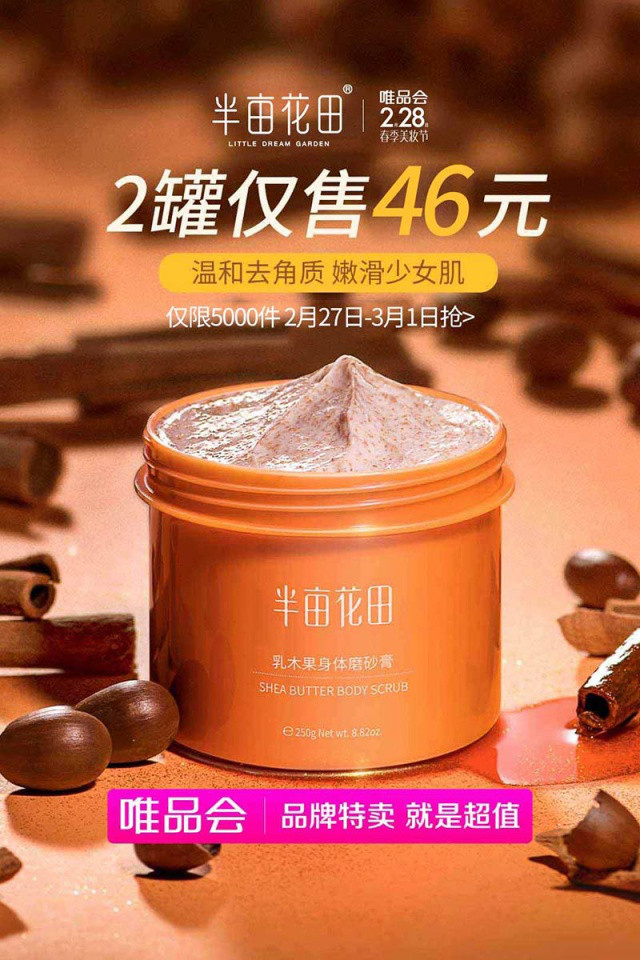 半亩花田®
LITTLE DREAM GARDEN
唯品会
2月28日
春季美妆节
2罐仅售46元
温和去角质 嫩滑少女肌
仅限5000件 2月27日-3月1日抢>
半亩花田
乳木果身体磨砂膏
SHEA BUTTER BODY SCRUB
℮250g Net wt. 8.82oz.
唯品会 品牌特卖 就是超值